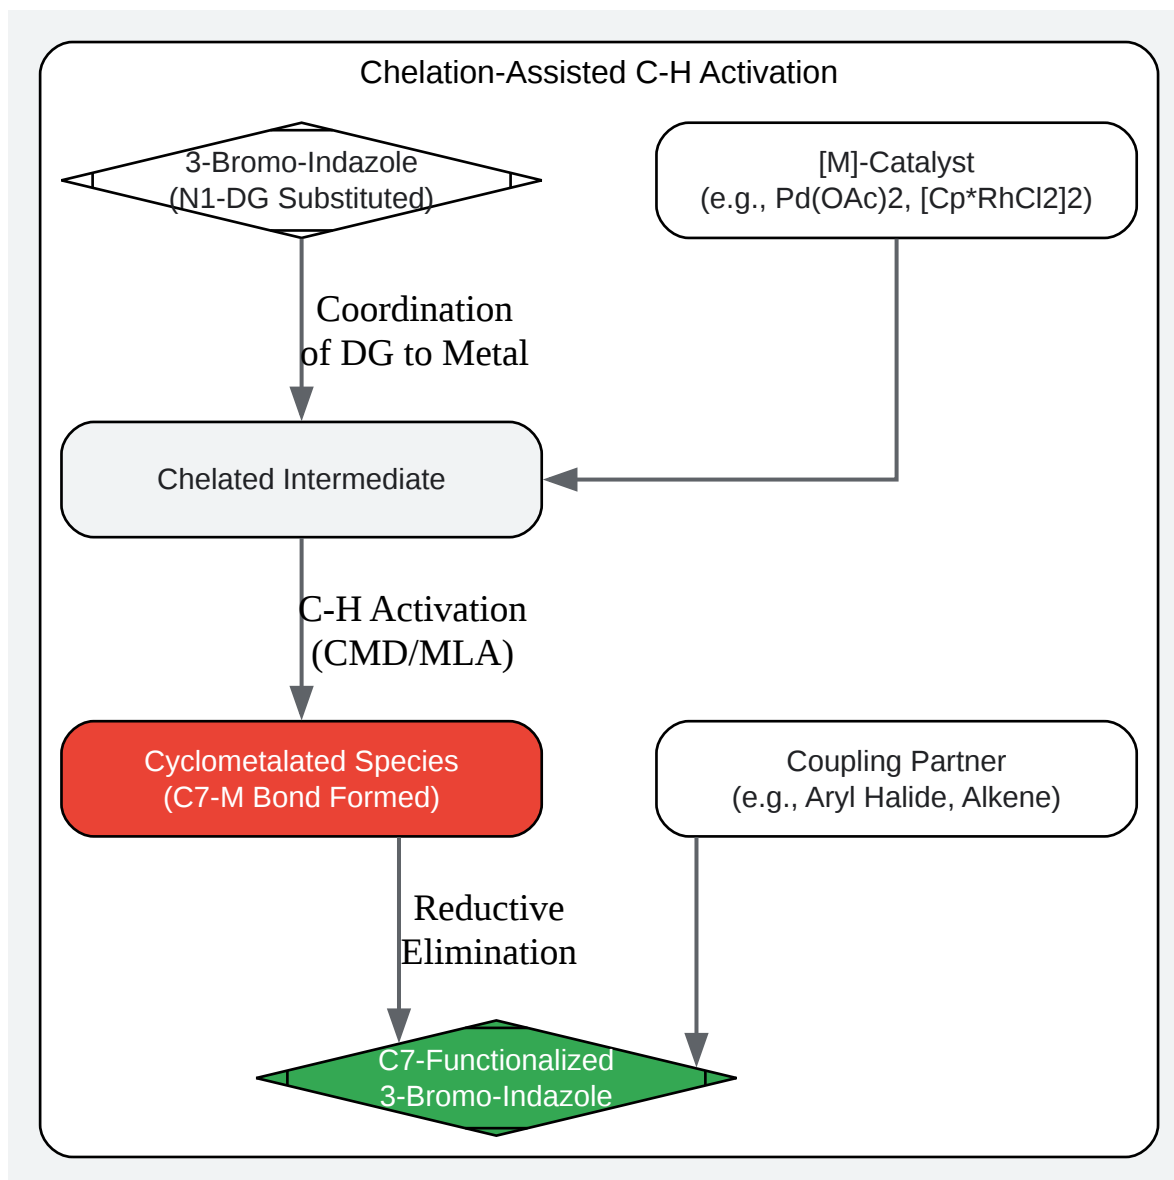 Chelation-Assisted C-H Activation
3-Bromo-Indazole
(N1-DG Substituted)
[M]-Catalyst
(e.g., Pd(OAc)2, [Cp*RhCl2]2)
Coordination
of DG to Metal
Chelated Intermediate
C-H Activation
(CMD/MLA)
Cyclometalated Species
(C7-M Bond Formed)
Coupling Partner
(e.g., Aryl Halide, Alkene)
Reductive
Elimination
C7-Functionalized
3-Bromo-Indazole